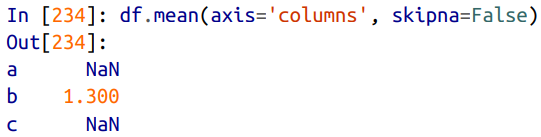 In [234]: df.mean(axis='columns', skipna=False)
Out[234]:
a      NaN
b    1.300
c      NaN